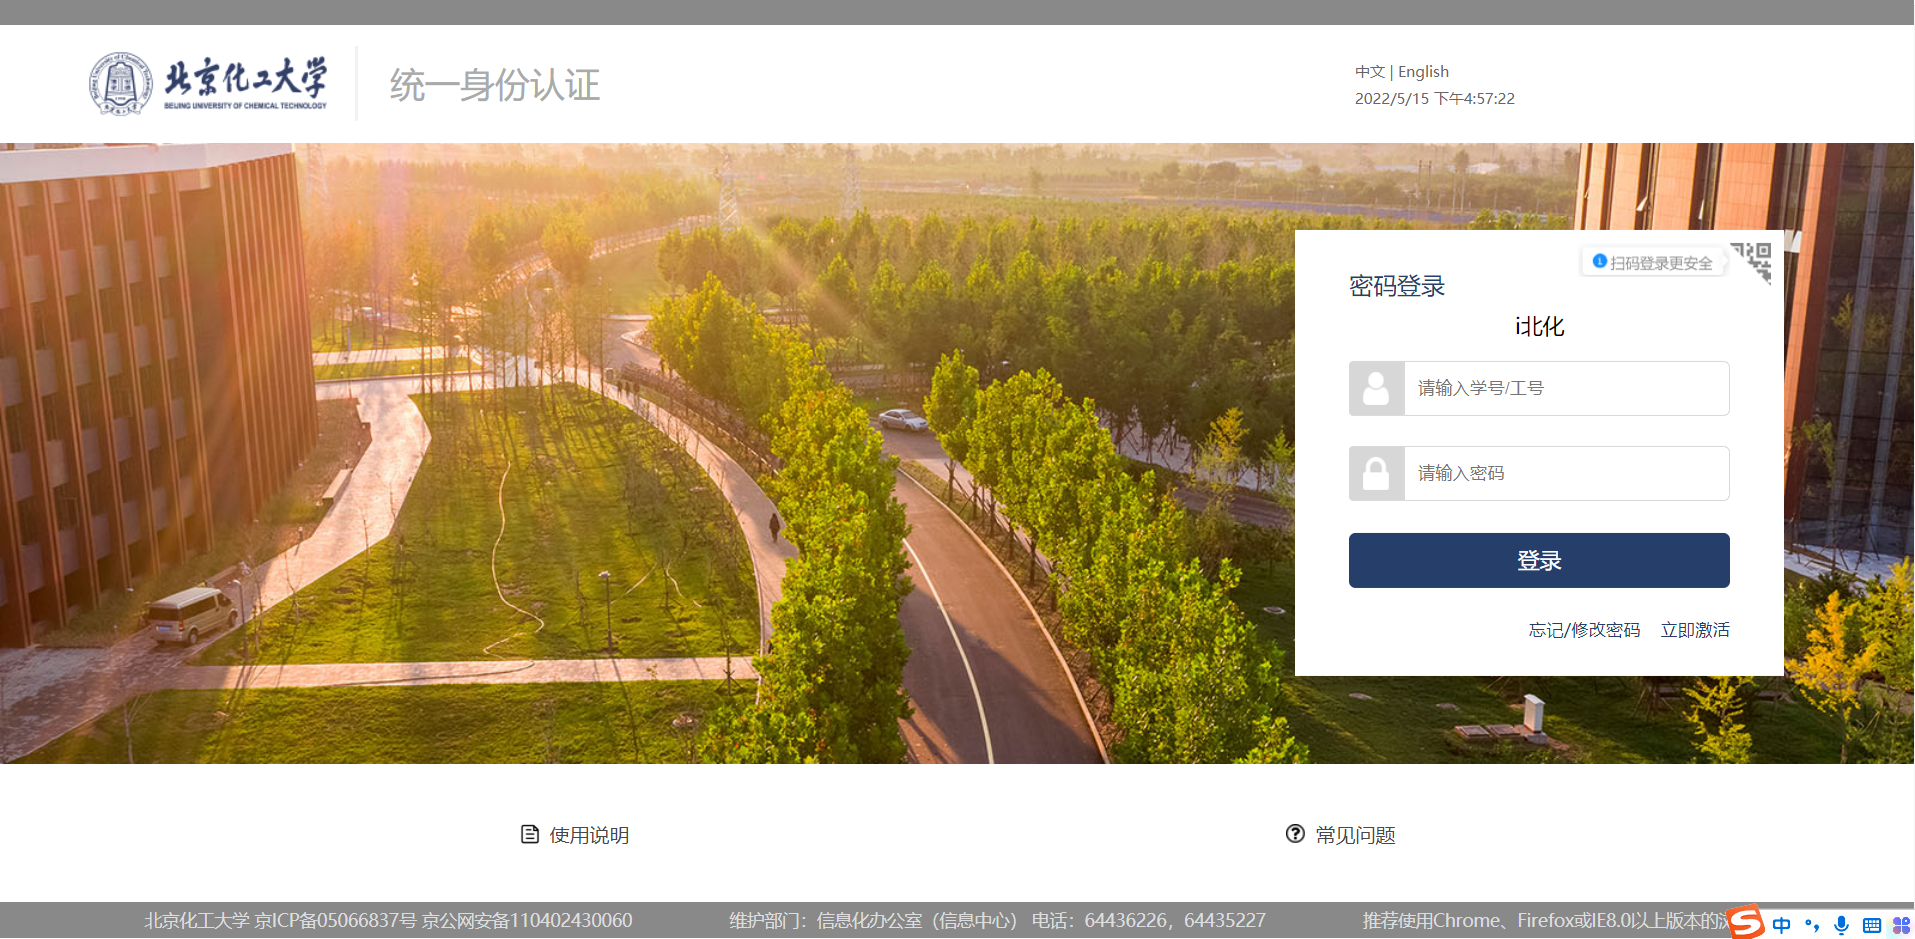 北京化工大学
BEIJING UNIVERSITY OF CHEMICAL TECHNOLOGY
统一身份认证
中文 | English
2022/5/15 下午4:57:22
扫码登录更安全
密码登录
i北化
请输入学号/工号
请输入密码
登录
忘记/修改密码 立即激活
使用说明
常见问题
北京化工大学 京ICP备05066837号 京公网安备110402430060
维护部门：信息化办公室（信息中心） 电话：64436226，64435227
推荐使用Chrome、Firefox或IE8.0以上版本的
中